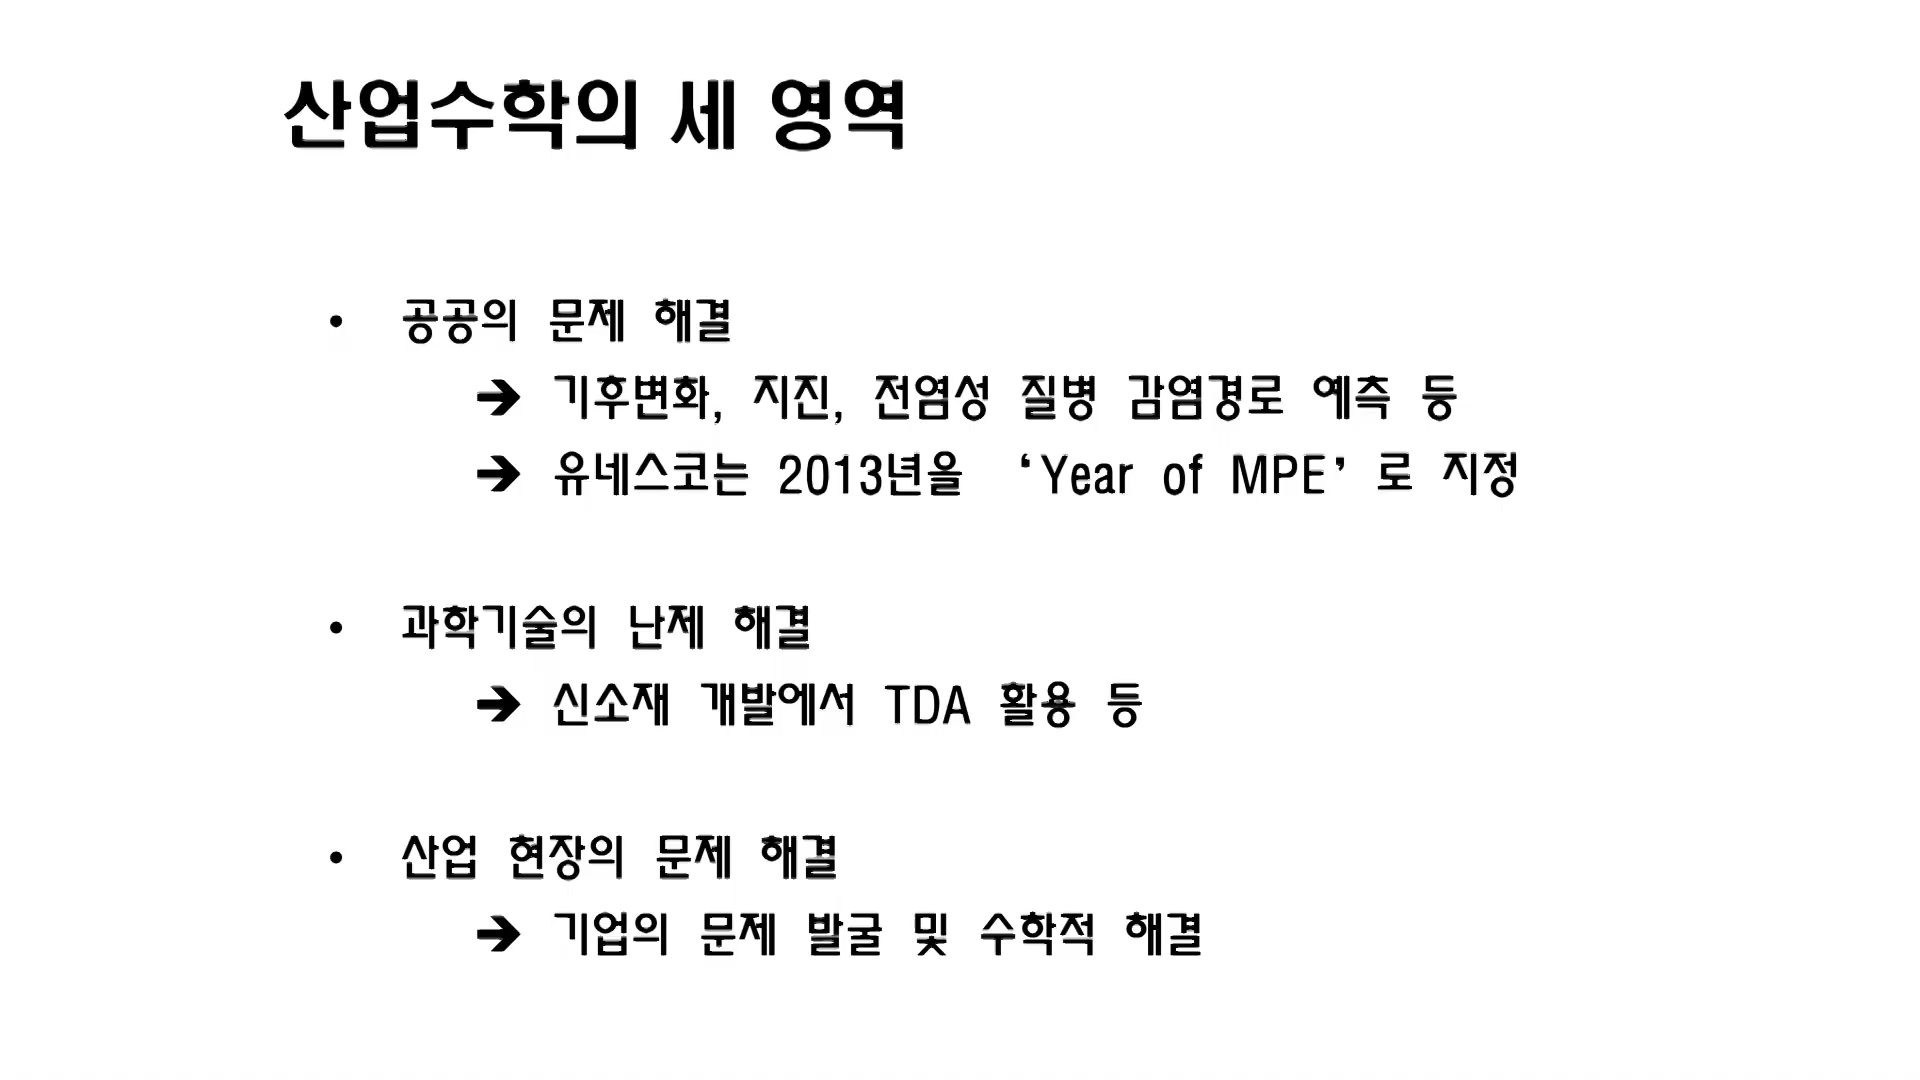 산업수학의 세 영역
• 공공의 문제 해결
➔ 기후변화, 지진, 전염성 질병 감염경로 예측 등
➔ 유네스코는 2013년을 ‘Year of MPE’로 지정
• 과학기술의 난제 해결
➔ 신소재 개발에서 TDA 활용 등
• 산업 현장의 문제 해결
➔ 기업의 문제 발굴 및 수학적 해결